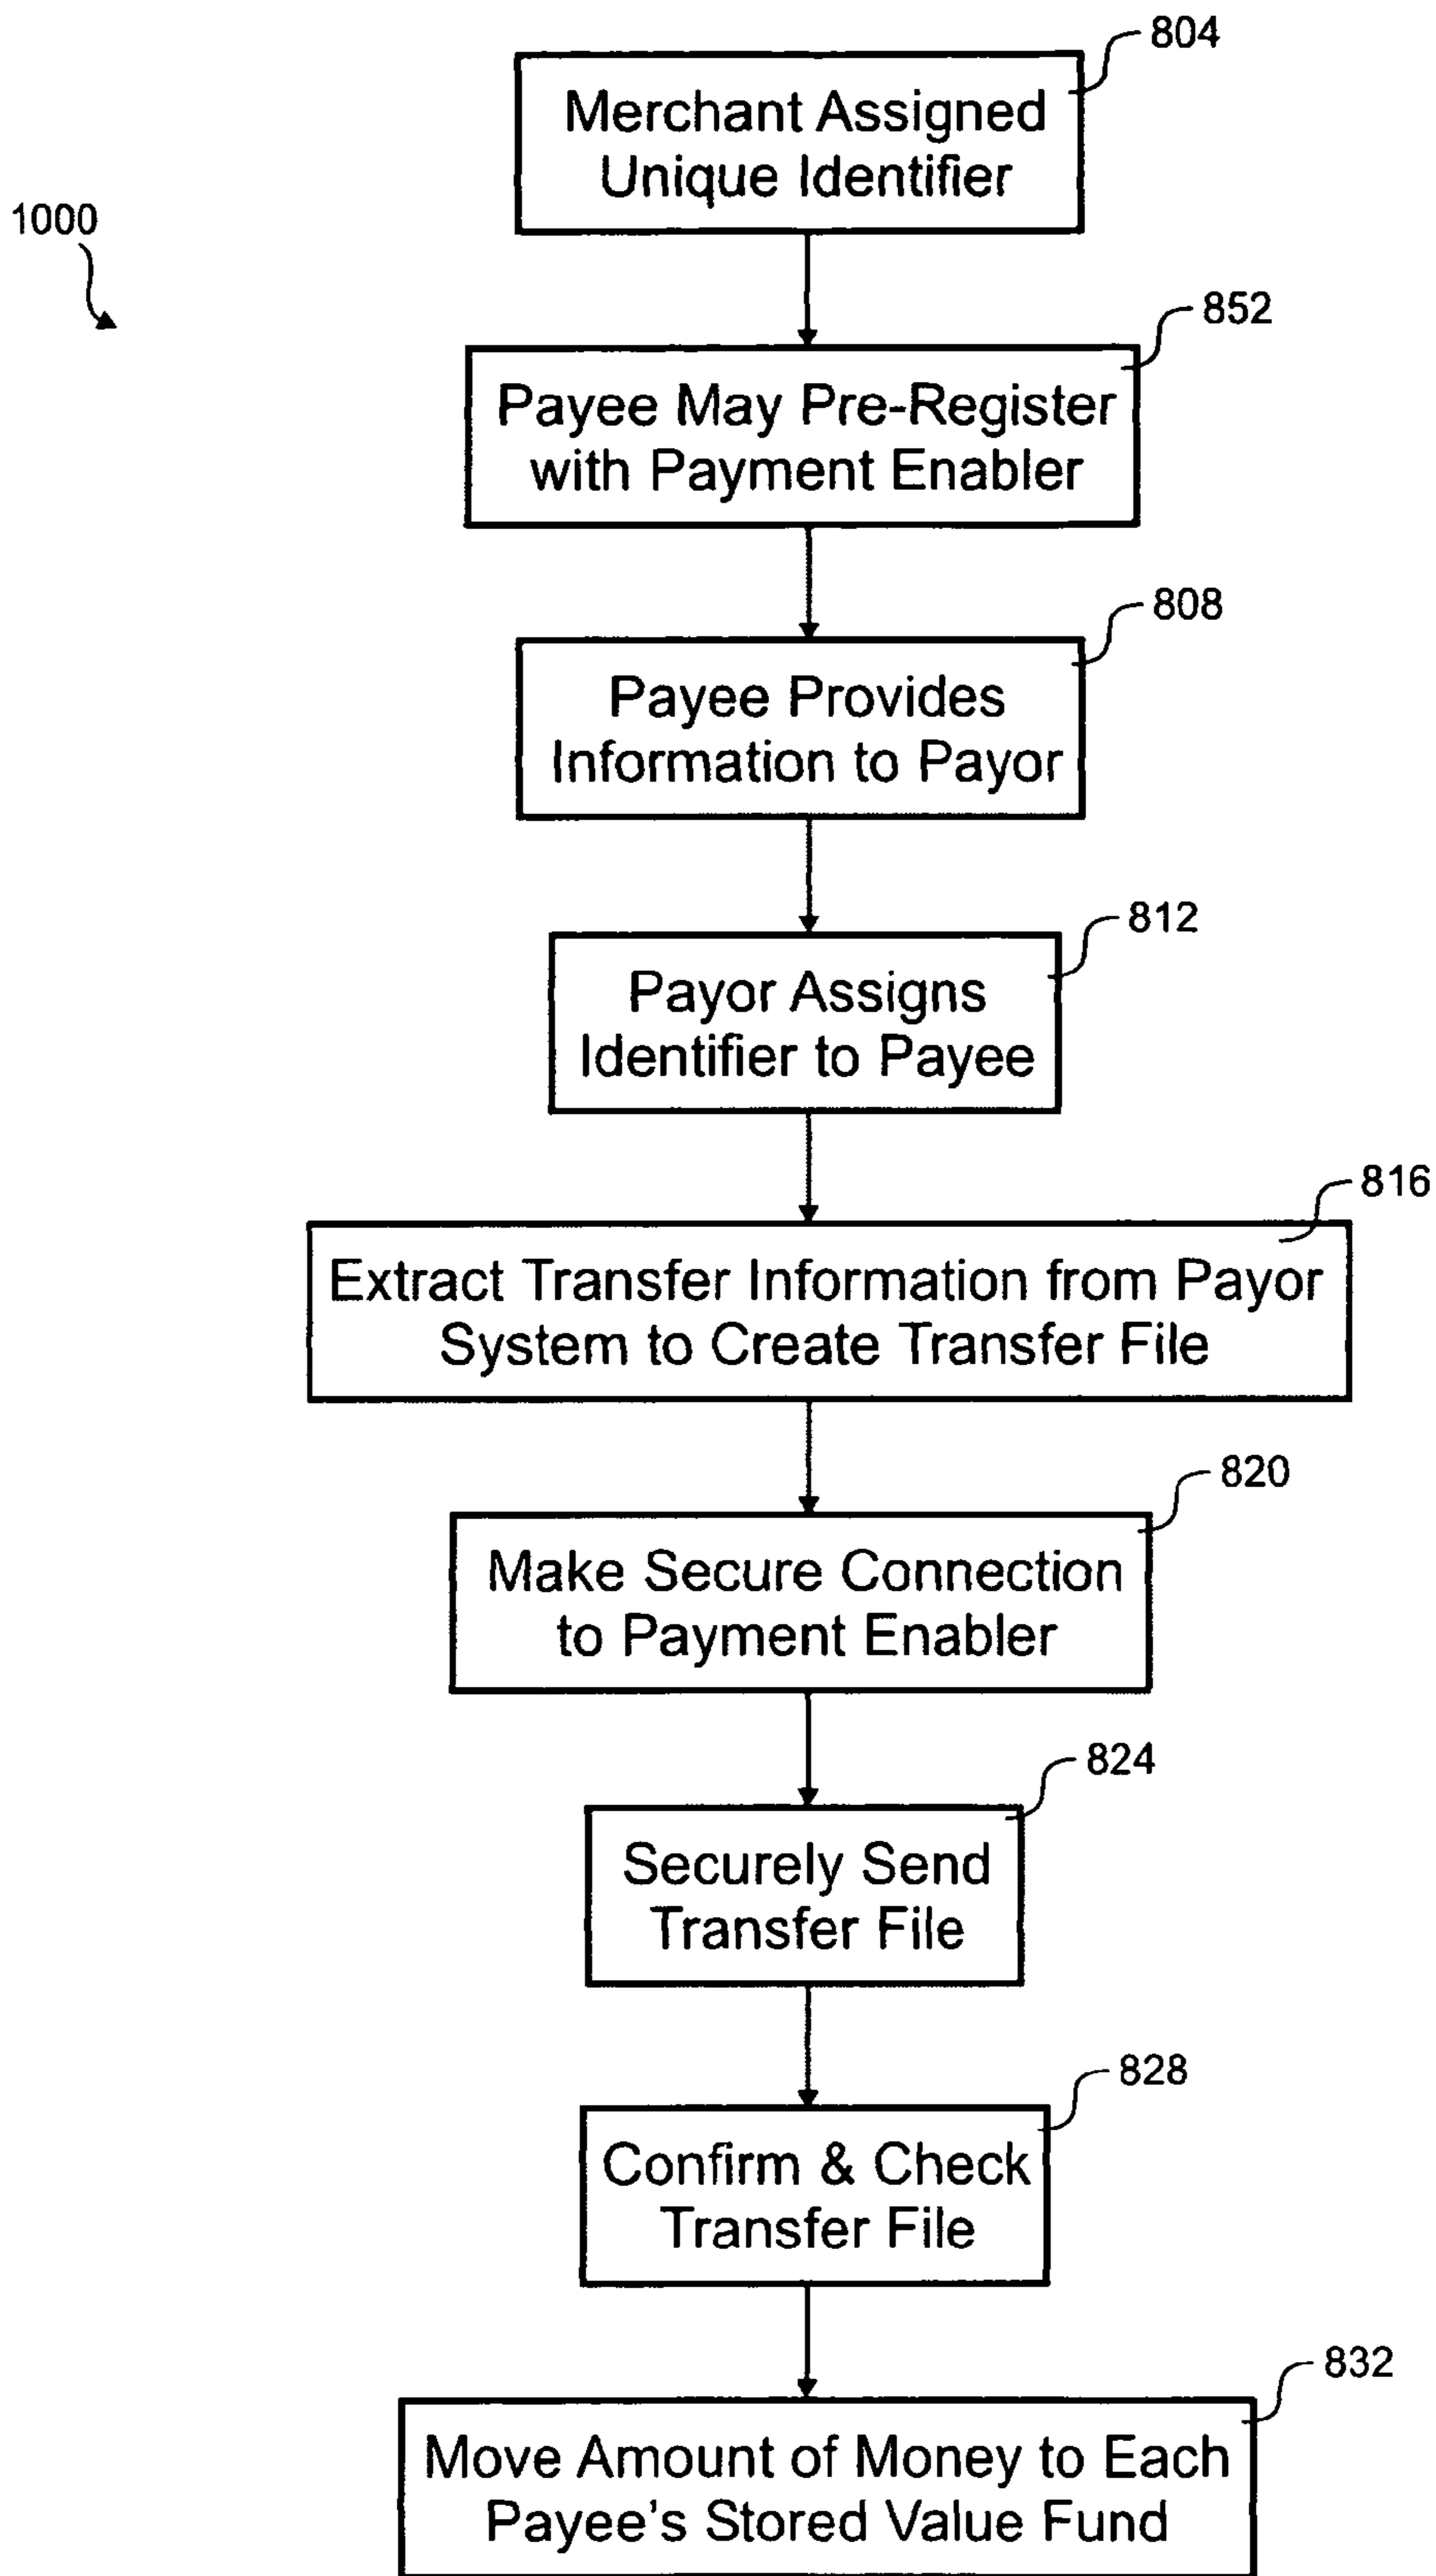 804
Merchant Assigned
Unique Identifier
1000
852
Payee May Pre-Register
with Payment Enabler
808
Payee Provides
Information to Payor
812
Payor Assigns
Identifier to Payee
816
Extract Transfer Information from Payor
System to Create Transfer File
820
Make Secure Connection
to Payment Enabler
824
Securely Send
Transfer File
828
Confirm & Check
Transfer File
832
Move Amount of Money to Each
Payee's Stored Value Fund